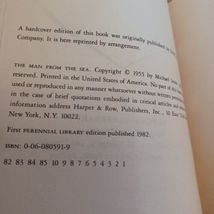 A hardcover edition of this book was originally published
Company. It is here reprinted by arrangement.
THE MAN FROM THE SEA. Copyright © 1955 by Michael
reserved. Printed in the United States of America. No part of
used or reproduced in any manner whatsoever without written
in the case of brief quotations embodied in critical articles and
information address Harper & Row, Publishers, Inc., 10 East
New York, N.Y. 10022.
FIRST PERENNIAL LIBRARY edition published 1982.
ISBN: 0-06-080591-9
82 83 84 85 10 9 8 7 6 5 4 3 2 1